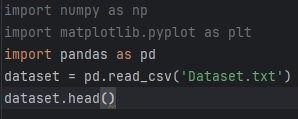 import numpy as np
import matplotlib.pyplot as plt
import pandas as pd
dataset = pd.read_csv('Dataset.txt')
dataset.head()